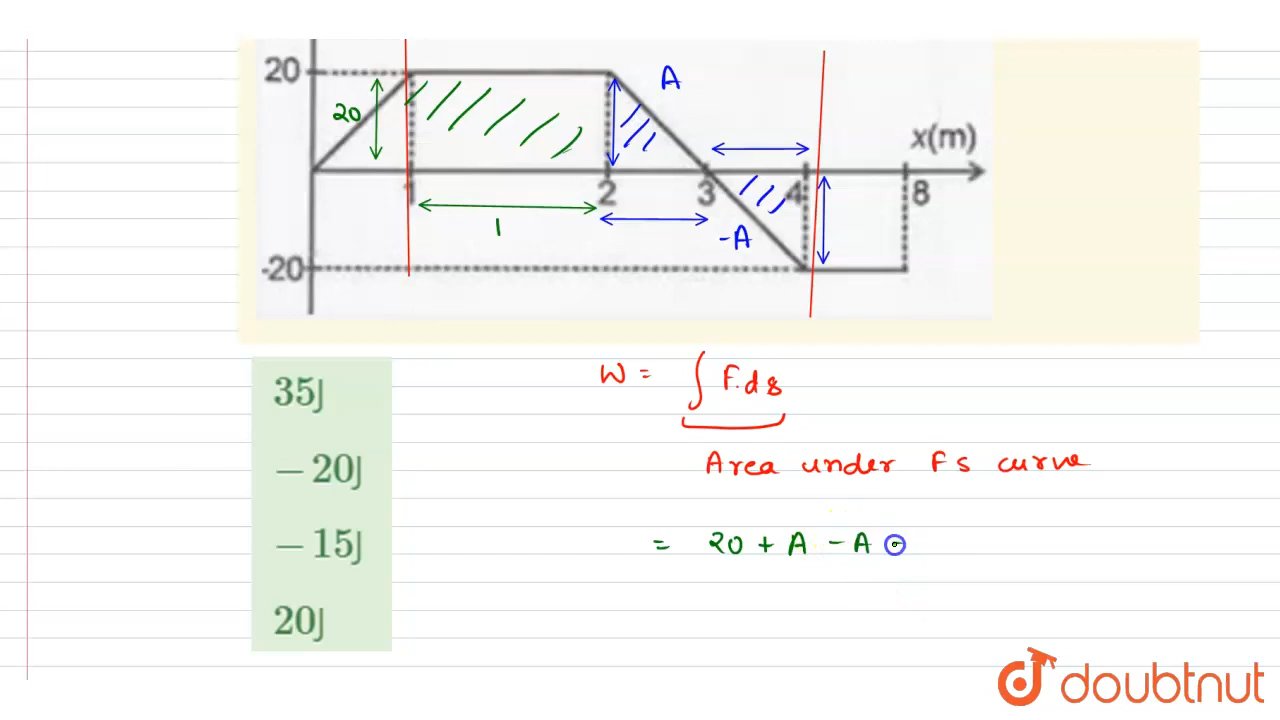 20
A
20
x(m)
1 2 3 4 8
1
-A
-20
35J
W = ∫ F.ds
Area under Fs curve
- 20J
= 20 + A - A
- 15J
20J
doubtnut